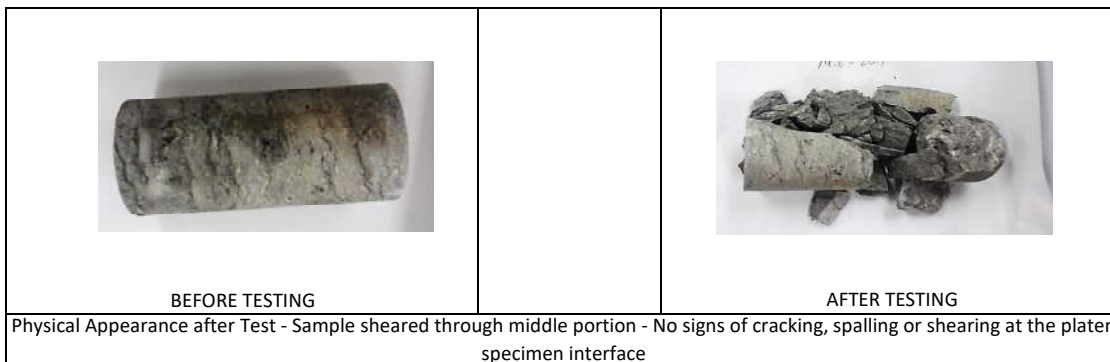 BEFORE TESTING
AFTER TESTING
Physical Appearance after Test - Sample sheared through middle portion - No signs of cracking, spalling or shearing at the platen
specimen interface